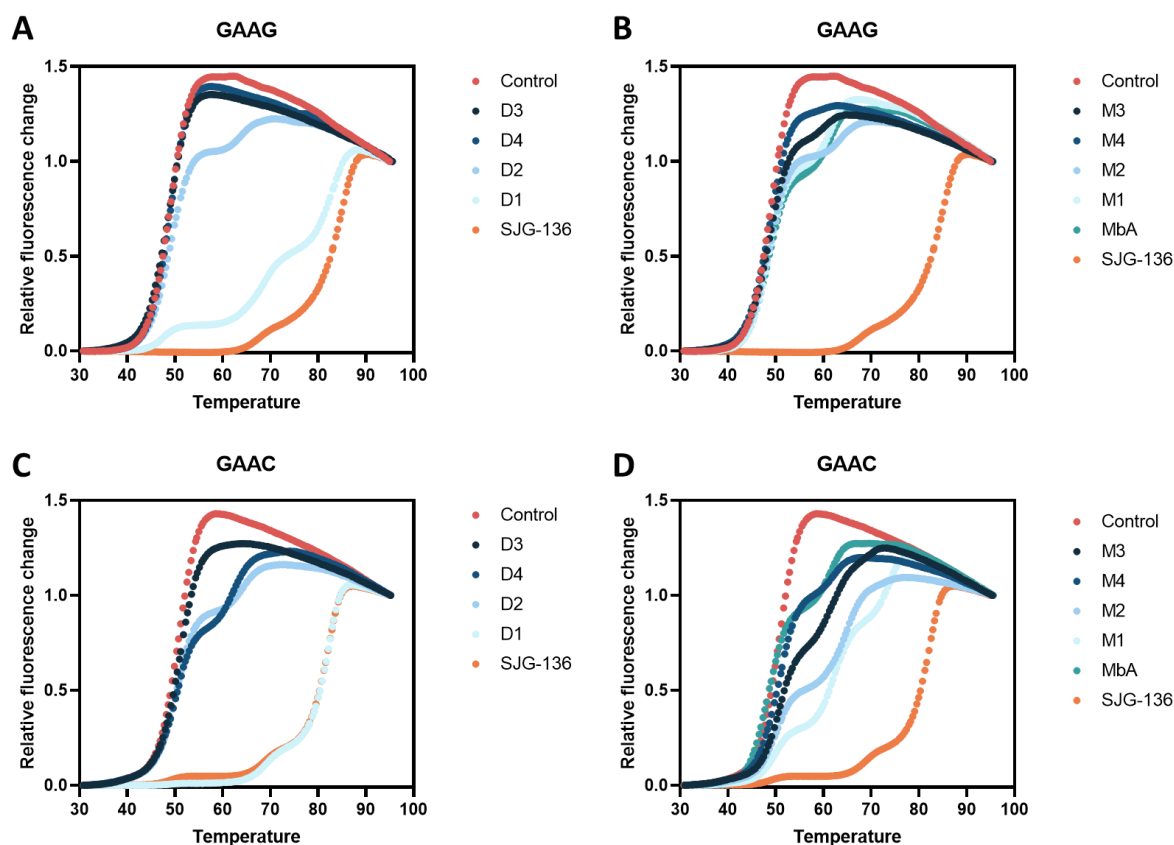 A
GAAG
Relative fluorescence change
1.5
1.0
0.5
0.0
30 40 50 60 70 80 90 100
Temperature
Control
D3
D4
D2
D1
SJG-136
B
GAAG
Relative fluorescence change
1.5
1.0
0.5
0.0
30 40 50 60 70 80 90 100
Temperature
Control
M3
M4
M2
M1
MbA
SJG-136
C
GAAC
Relative fluorescence change
1.5
1.0
0.5
0.0
30 40 50 60 70 80 90 100
Temperature
Control
D3
D4
D2
D1
SJG-136
D
GAAC
Relative fluorescence change
1.5
1.0
0.5
0.0
30 40 50 60 70 80 90 100
Temperature
Control
M3
M4
M2
M1
MbA
SJG-136